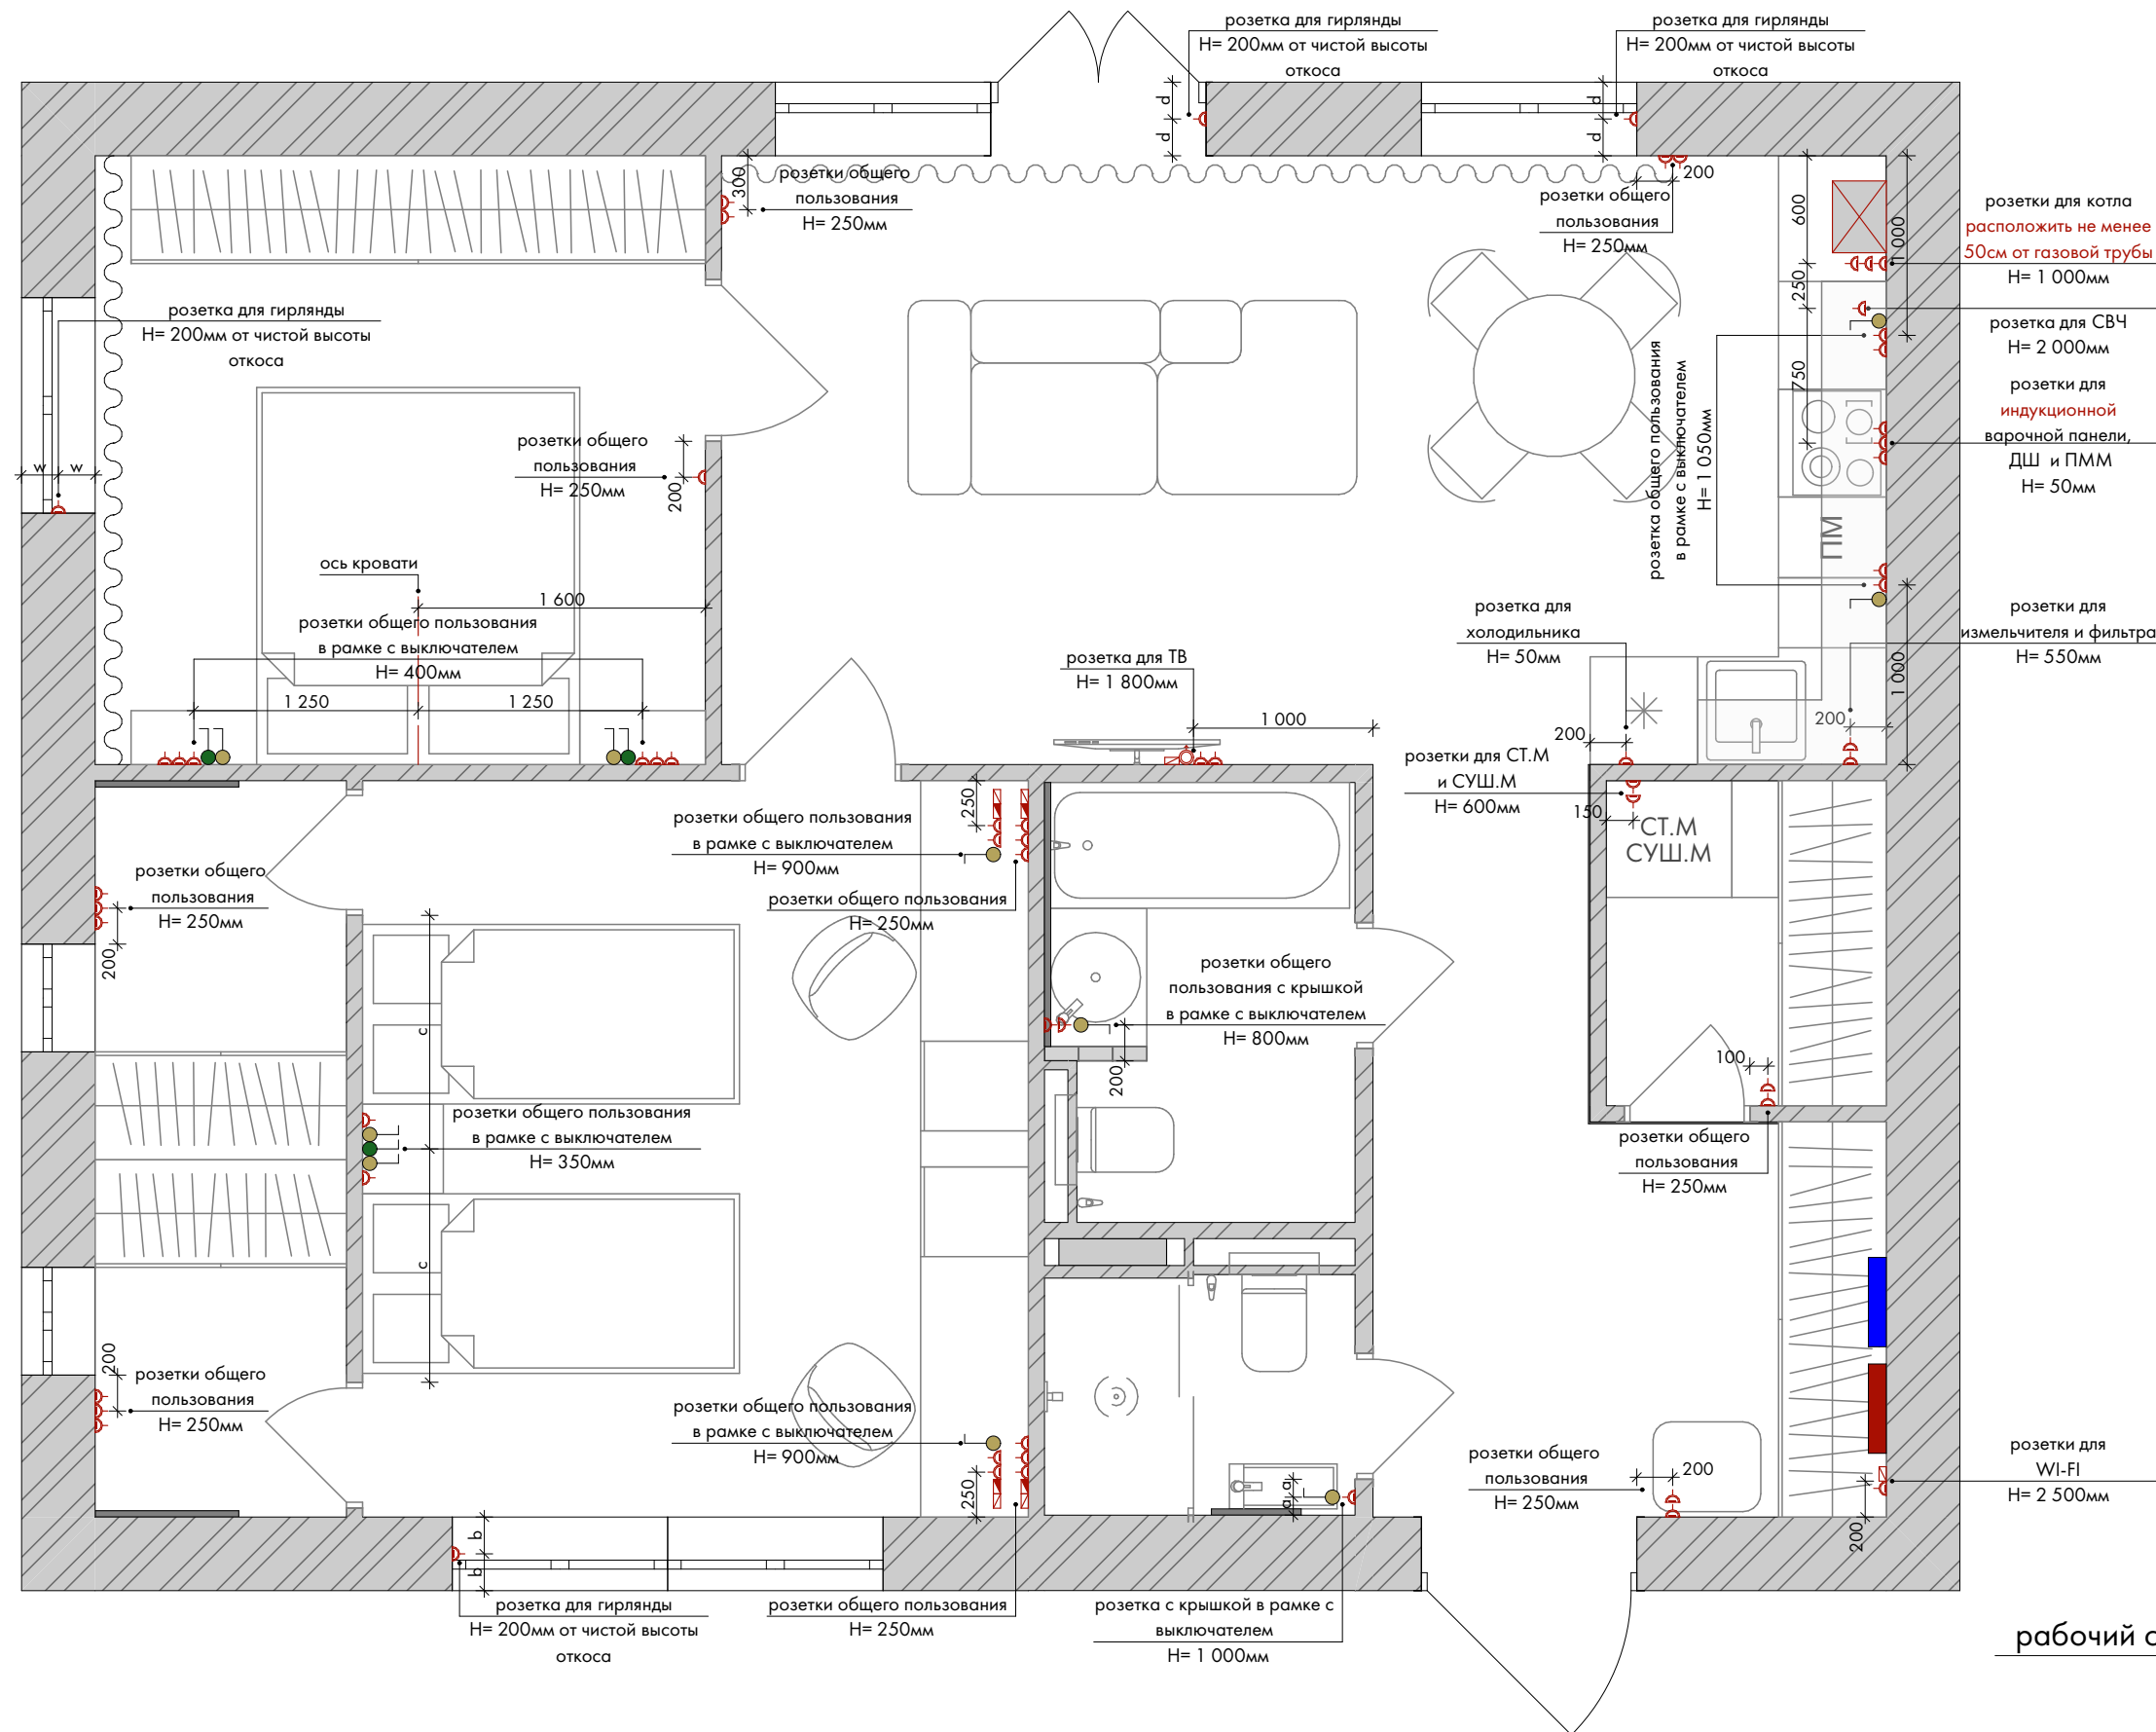 розетка для гирлянды
H= 200мм от чистой высоты
откоса
розетка для гирлянды
H= 200мм от чистой высоты
откоса
d
d
d
d
300
розетки общего
пользования
H= 250мм
200
розетки общего
пользования
H= 250мм
600
1 000
250
750
розетки для котла
расположить не менее
50см от газовой трубы
H= 1 000мм
розетка для СВЧ
H= 2 000мм
розетки для
индукционной
варочной панели,
ДШ и ПММ
H= 50мм
розетка для гирлянды
H= 200мм от чистой высоты
откоса
w
w
розетки общего
пользования
H= 250мм
200
розетка общего пользования
в рамке с выключателем
H= 1 050мм
ПМ
ось кровати
1 600
розетки общего пользования
в рамке с выключателем
H= 400мм
1 250
1 250
розетка для ТВ
H= 1 800мм
1 000
розетка для
холодильника
H= 50мм
розетки для
измельчителя и фильтра
H= 550мм
1 000
200
200
розетки для СТ.М
и СУШ.М
H= 600мм
150
СТ.М
СУШ.М
розетки общего пользования
в рамке с выключателем
H= 900мм
250
розетки общего пользования
H= 250мм
розетки общего
пользования
H= 250мм
200
c
розетки общего
пользования с крышкой
в рамке с выключателем
H= 800мм
200
100
розетки общего пользования
в рамке с выключателем
H= 350мм
розетки общего
пользования
H= 250мм
c
200
розетки общего
пользования
H= 250мм
розетки общего пользования
в рамке с выключателем
H= 900мм
250
a
a
розетки общего
пользования
H= 250мм
200
розетки для
WI-FI
H= 2 500мм
200
b
b
розетка для гирлянды
H= 200мм от чистой высоты
откоса
розетки общего пользования
H= 250мм
розетка с крышкой в рамке с
выключателем
H= 1 000мм
рабочий